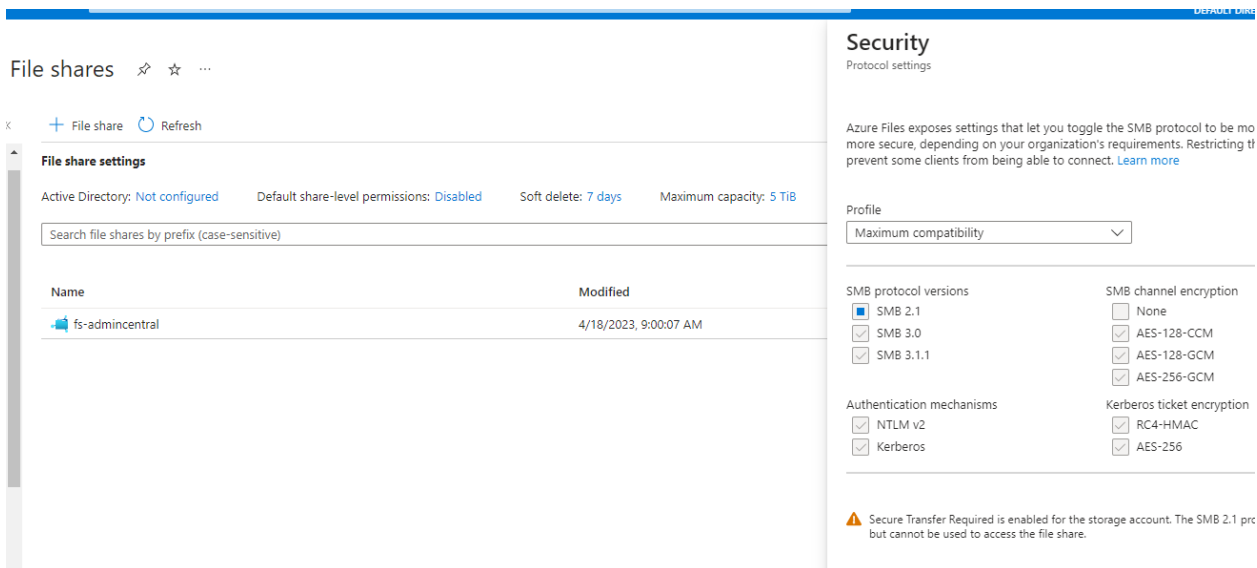 DEFAULT DIRE
File shares
+ File share Refresh
File share settings
Active Directory: Not configured Default share-level permissions: Disabled Soft delete: 7 days Maximum capacity: 5 TiB
Search file shares by prefix (case-sensitive)
Name Modified
fs-admincentral 4/18/2023, 9:00:07 AM
Security
Protocol settings
Azure Files exposes settings that let you toggle the SMB protocol to be mo
more secure, depending on your organization's requirements. Restricting th
prevent some clients from being able to connect. Learn more
Profile
Maximum compatibility
SMB protocol versions
SMB 2.1
SMB 3.0
SMB 3.1.1
SMB channel encryption
None
AES-128-CCM
AES-128-GCM
AES-256-GCM
Authentication mechanisms
NTLM v2
Kerberos
Kerberos ticket encryption
RC4-HMAC
AES-256
Secure Transfer Required is enabled for the storage account. The SMB 2.1 pro
but cannot be used to access the file share.